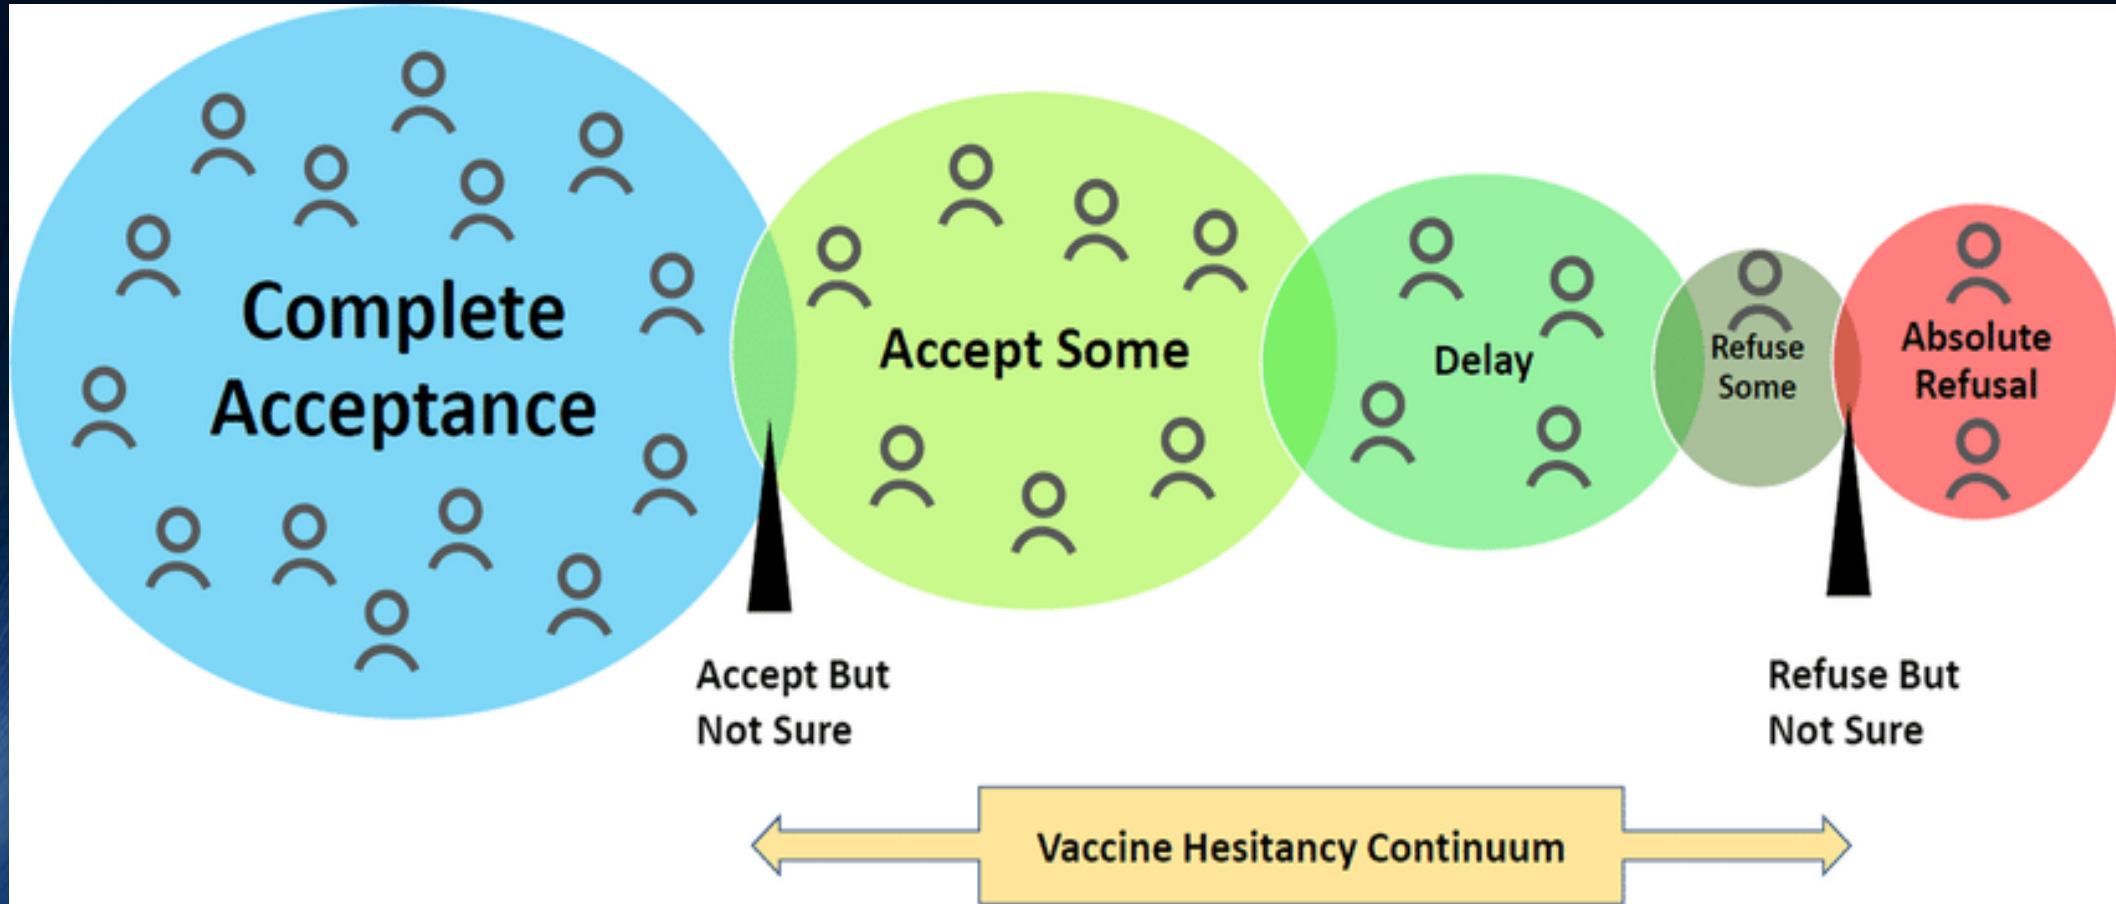 Complete
Acceptance
Accept Some
Delay
Refuse
Some
Absolute
Refusal
Accept But
Not Sure
Refuse But
Not Sure
Vaccine Hesitancy Continuum